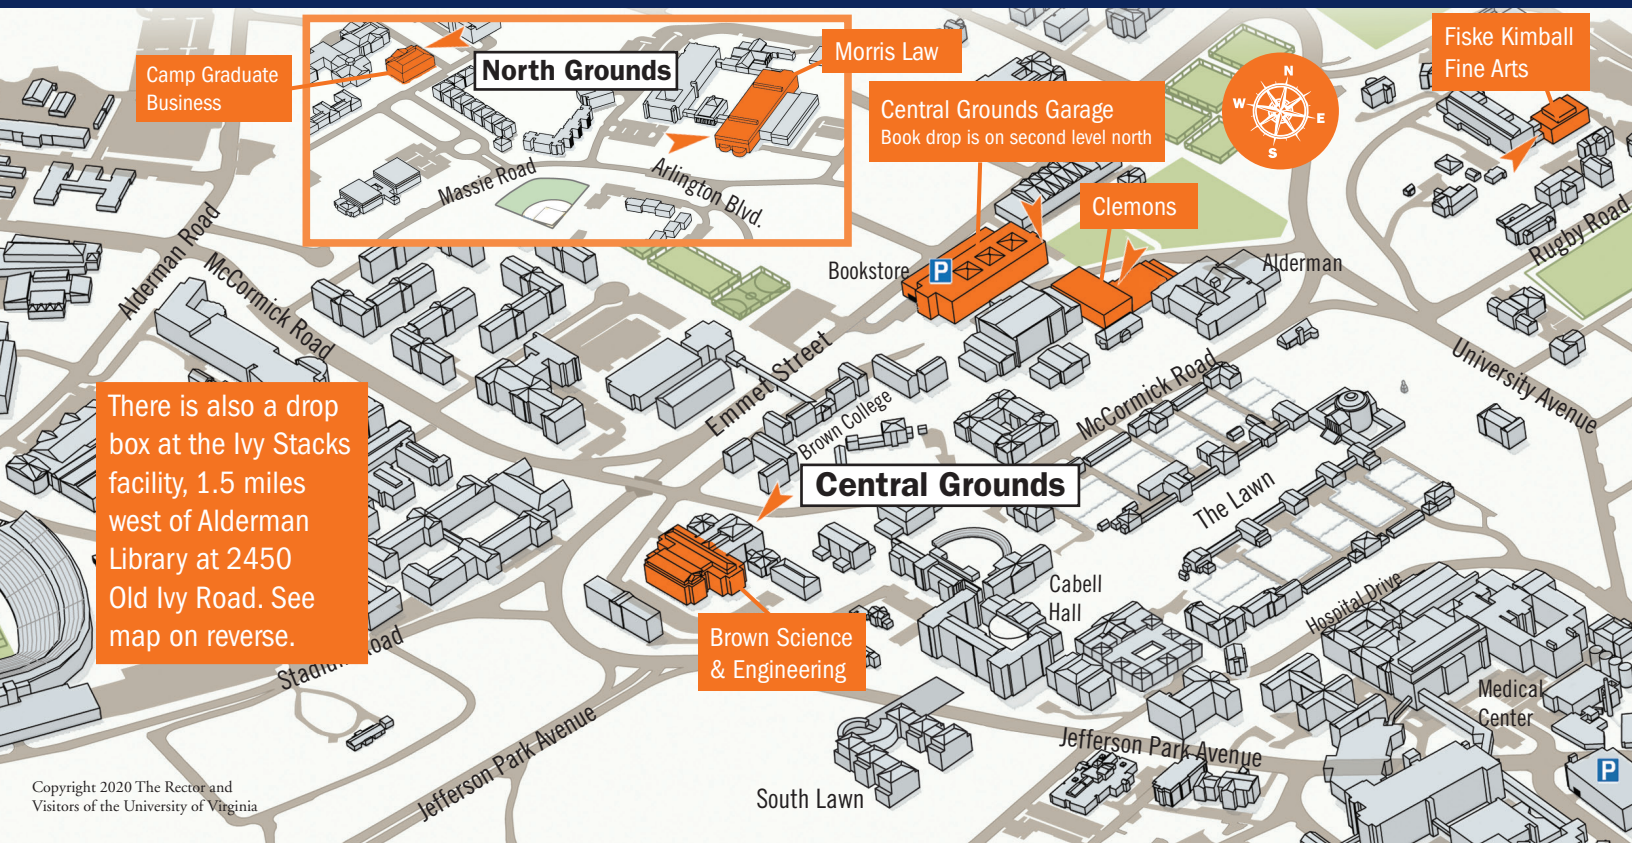 Camp Graduate
Business
North Grounds
Morris Law
Massie Road
Arlington Blvd.
Central Grounds Garage
Book drop is on second level north
N
W
E
S
Fiske Kimball
Fine Arts
Clemons
Bookstore
P
Alderman
Rugby Road
Alderman Road
McCormick Road
Emmet Street
University Avenue
McCormick Road
Brown College
There is also a drop
box at the Ivy Stacks
facility, 1.5 miles
west of Alderman
Library at 2450
Old Ivy Road. See
map on reverse.
Central Grounds
The Lawn
Cabell
Hall
Hospital Drive
Brown Science
& Engineering
Stadium Road
Medical
Center
Jefferson Park Avenue
Jefferson Park Avenue
South Lawn
P
Copyright 2020 The Rector and
Visitors of the University of Virginia